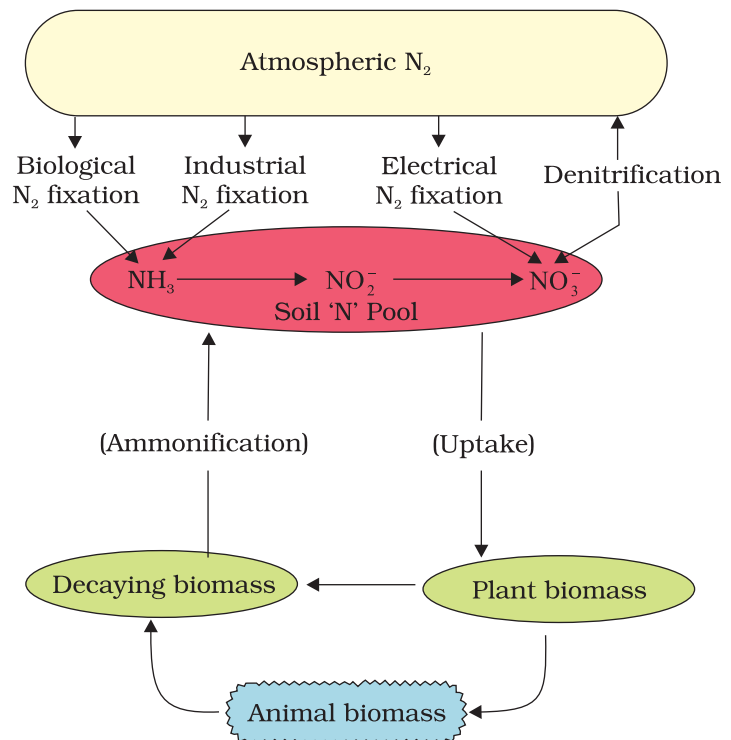 Atmospheric N₂
Biological
N₂ fixation
Industrial
N₂ fixation
Electrical
N₂ fixation
Denitrification
NH₃
NO₂⁻
NO₃⁻
Soil ‘N’ Pool
(Ammonification)
(Uptake)
Decaying biomass
Plant biomass
Animal biomass